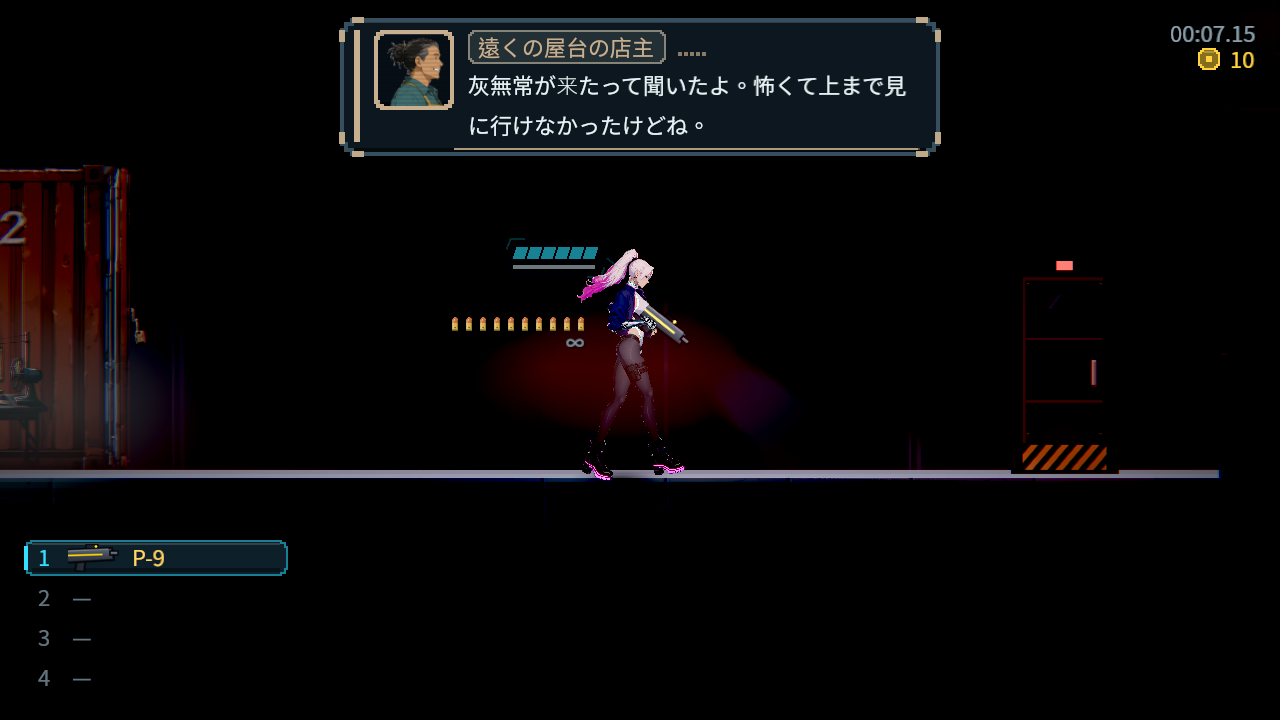 遠くの屋台の店主
灰無常が来たって聞いたよ。怖くて上まで見
に行けなかったけどね。
00:07.15
10
2
∞
1 P-9
2 —
3 —
4 —